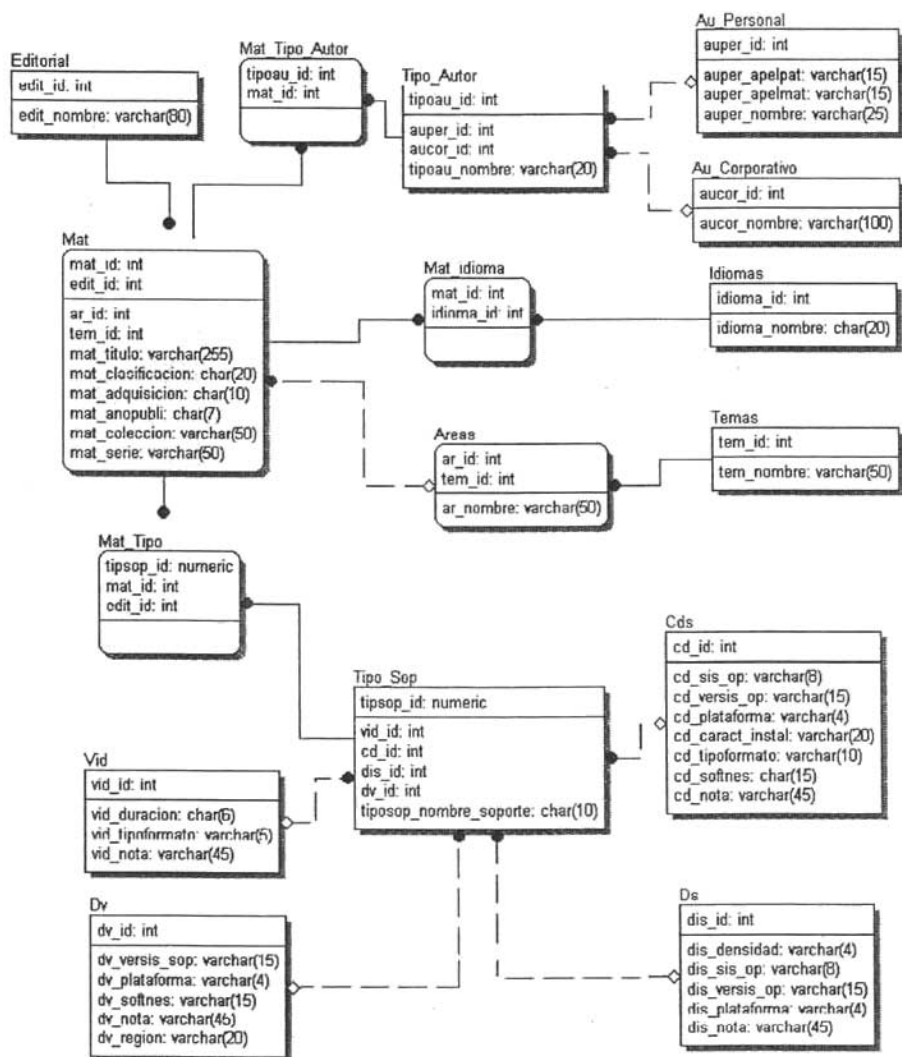 Editorial
edit_id: int
edit_nombre: varchar(80)
Mat_Tipo_Autor
tipoau_id: int
mat_id: int
Tipo_Autor
tipoau_id: int
auper_id: int
aucor_id: int
tipoau_nombre: varchar(20)
Au_Personal
auper_id: int
auper_apelpat: varchar(15)
auper_apelmat: varchar(15)
auper_nombre: varchar(25)
Au_Corporativo
aucor_id: int
aucor_nombre: varchar(100)
Mat
mat_id: int
edit_id: int
ar_id: int
tem_id: int
mat_titulo: varchar(255)
mat_clasificacion: char(20)
mat_adquisicion: char(10)
mat_anopubli: char(7)
mat_coleccion: varchar(50)
mat_serie: varchar(50)
Mat_idioma
mat_id: int
idioma_id: int
Idiomas
idioma_id: int
idioma_nombre: char(20)
Areas
ar_id: int
tem_id: int
ar_nombre: varchar(50)
Temas
tem_id: int
tem_nombre: varchar(50)
Mat_Tipo
tipsop_id: numeric
mat_id: int
edit_id: int
Tipo_Sop
tipsop_id: numeric
vid_id: int
cd_id: int
dis_id: int
dv_id: int
tiposop_nombre_soporte: char(10)
Cds
cd_id: int
cd_sis_op: varchar(8)
cd_versis_op: varchar(15)
cd_plataforma: varchar(4)
cd_caract_instal: varchar(20)
cd_tipoformato: varchar(10)
cd_softnes: char(15)
cd_nota: varchar(45)
Vid
vid_id: int
vid_duracion: char(6)
vid_tipoformato: varchar(5)
vid_nota: varchar(45)
Dv
dv_id: int
dv_versis_sop: varchar(15)
dv_plataforma: varchar(4)
dv_softnes: varchar(15)
dv_nota: varchar(45)
dv_region: varchar(20)
Ds
dis_id: int
dis_densidad: varchar(4)
dis_sis_op: varchar(8)
dis_versis_op: varchar(15)
dis_plataforma: varchar(4)
dis_nota: varchar(45)